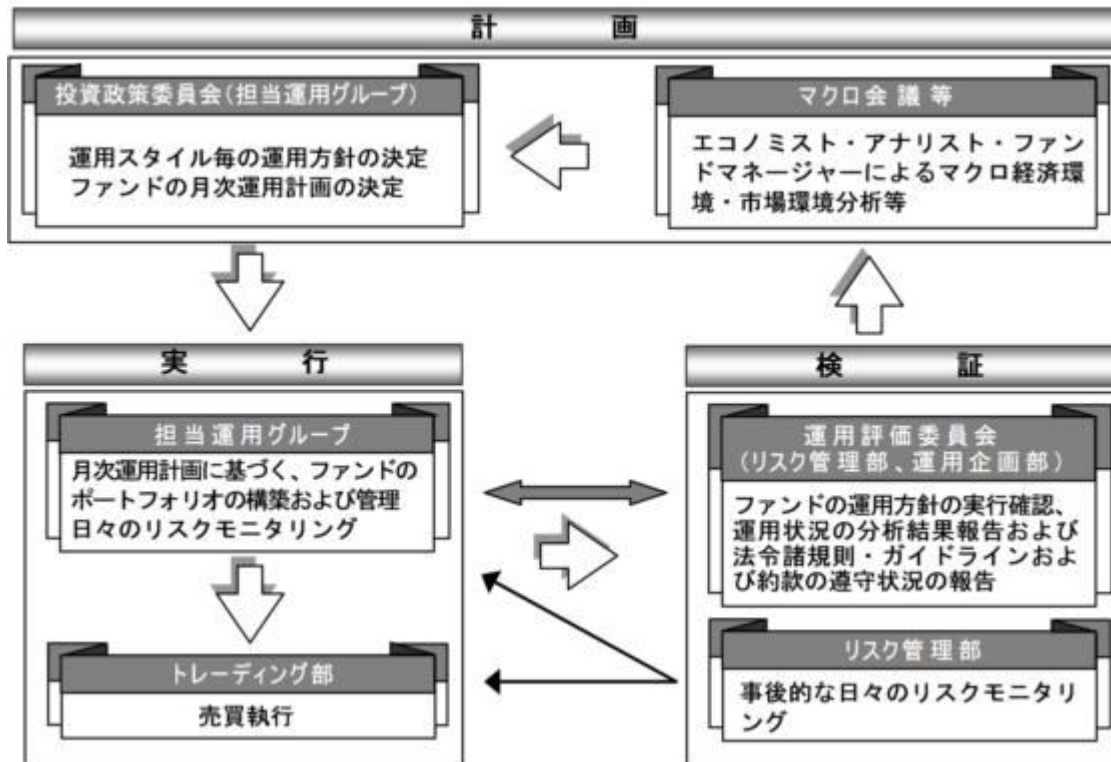 計画
投資政策委員会(担当運用グループ)
運用スタイル毎の運用方針の決定
ファンドの月次運用計画の決定
マクロ会議等
エコノミスト・アナリスト・ファン
ドマネージャーによるマクロ経済環
境・市場環境分析等
実行
担当運用グループ
月次運用計画に基づく、ファンドの
ポートフォリオの構築および管理
日々のリスクモニタリング
トレーディング部
売買執行
検証
運用評価委員会
(リスク管理部、運用企画部)
ファンドの運用方針の実行確認、
運用状況の分析結果報告および
法令諸規則・ガイドラインおよ
び約款の遵守状況の報告
リスク管理部
事後的な日々のリスクモニタリ
ング